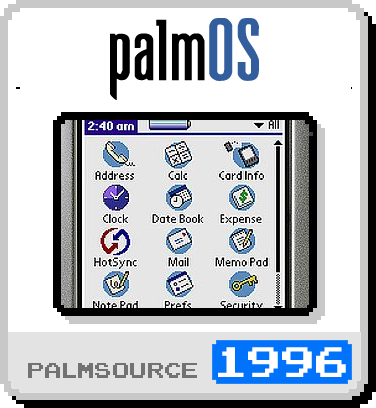 palmOS
2:40 am All
Address Calc Card Info
Clock Date Book Expense
HotSync Mail Memo Pad
Note Pad Prefs Security
PALMSOURCE 1996